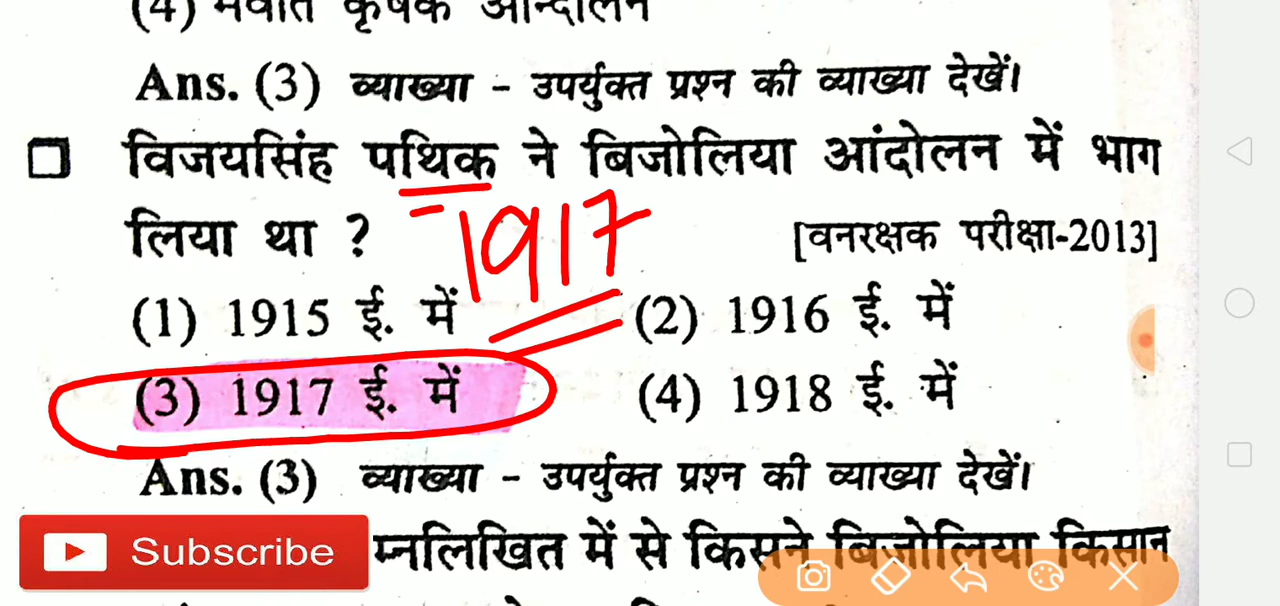 (4) मेवात कृषक आन्दोलन
Ans. (3) व्याख्या - उपर्युक्त प्रश्न की व्याख्या देखें।
विजयसिंह पथिक ने बिजोलिया आंदोलन में भाग
लिया था ? [वनरक्षक परीक्षा-2013]
1917
(1) 1915 ई. में (2) 1916 ई. में
(3) 1917 ई. में (4) 1918 ई. में
Ans. (3) व्याख्या - उपर्युक्त प्रश्न की व्याख्या देखें।
Subscribe म्नलिखित में से किसने बिजोलिया किसान